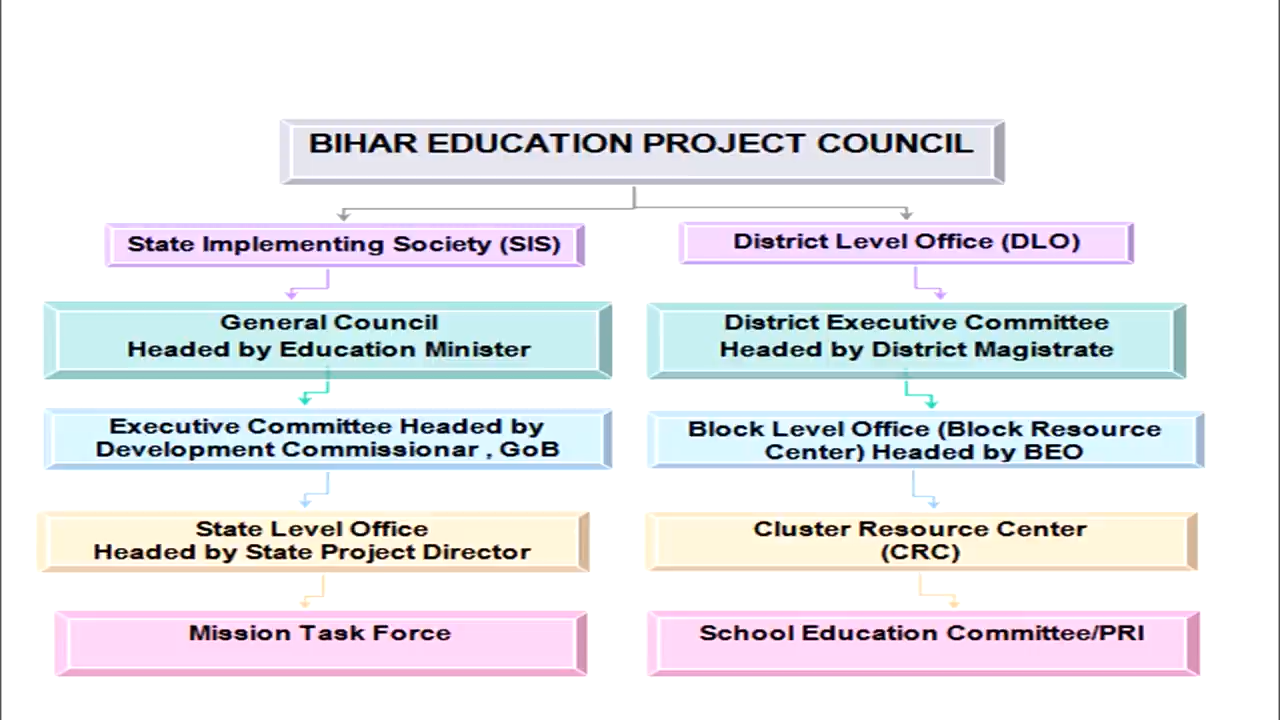 BIHAR EDUCATION PROJECT COUNCIL
State Implementing Society (SIS)
District Level Office (DLO)
General Council
Headed by Education Minister
District Executive Committee
Headed by District Magistrate
Executive Committee Headed by
Development Commissionar , GoB
Block Level Office (Block Resource
Center) Headed by BEO
State Level Office
Headed by State Project Director
Cluster Resource Center
(CRC)
Mission Task Force
School Education Committee/PRI